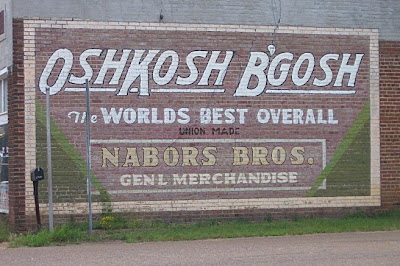 OSHKOSH B'GOSH
The WORLDS BEST OVERALL
UNION MADE
NABORS BROS.
GENL MERCHANDISE